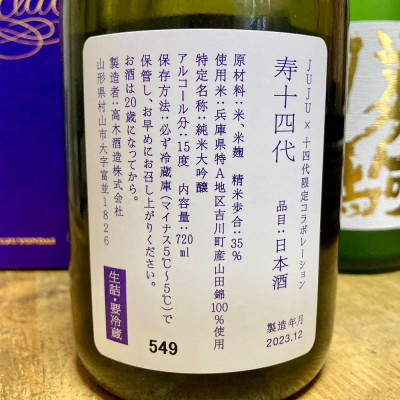 JUJU×十四代限定コラボレーション
寿十四代
品目:日本酒
原材料:米、米麹 精米歩合:35%
使用米:兵庫県特A地区吉川町産山田錦100%使用
特定名称:純米大吟醸
アルコール分:15度 内容量:720ml
保存方法:必ず冷蔵庫(マイナス5℃~5℃)で
保管し、お早めにお召し上がりください。
お酒は20歳になってから。
製造者:高木酒造株式会社
山形県村山市大字富並1826
生詰・要冷蔵
549
製造年月
2023.12